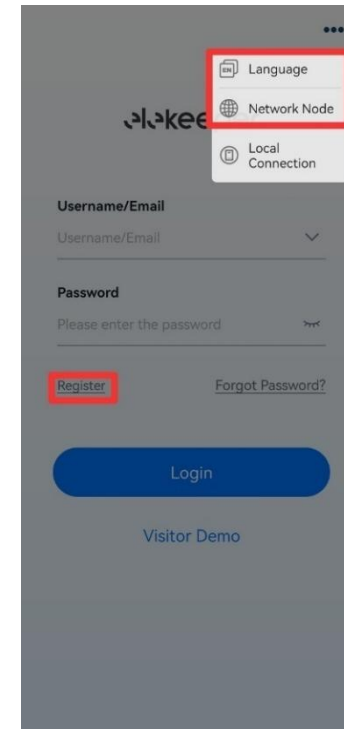 Language
Network Node
Local
Connection
Username/Email
Username/Email
Password
Please enter the password
Register
Forgot Password?
Login
Visitor Demo